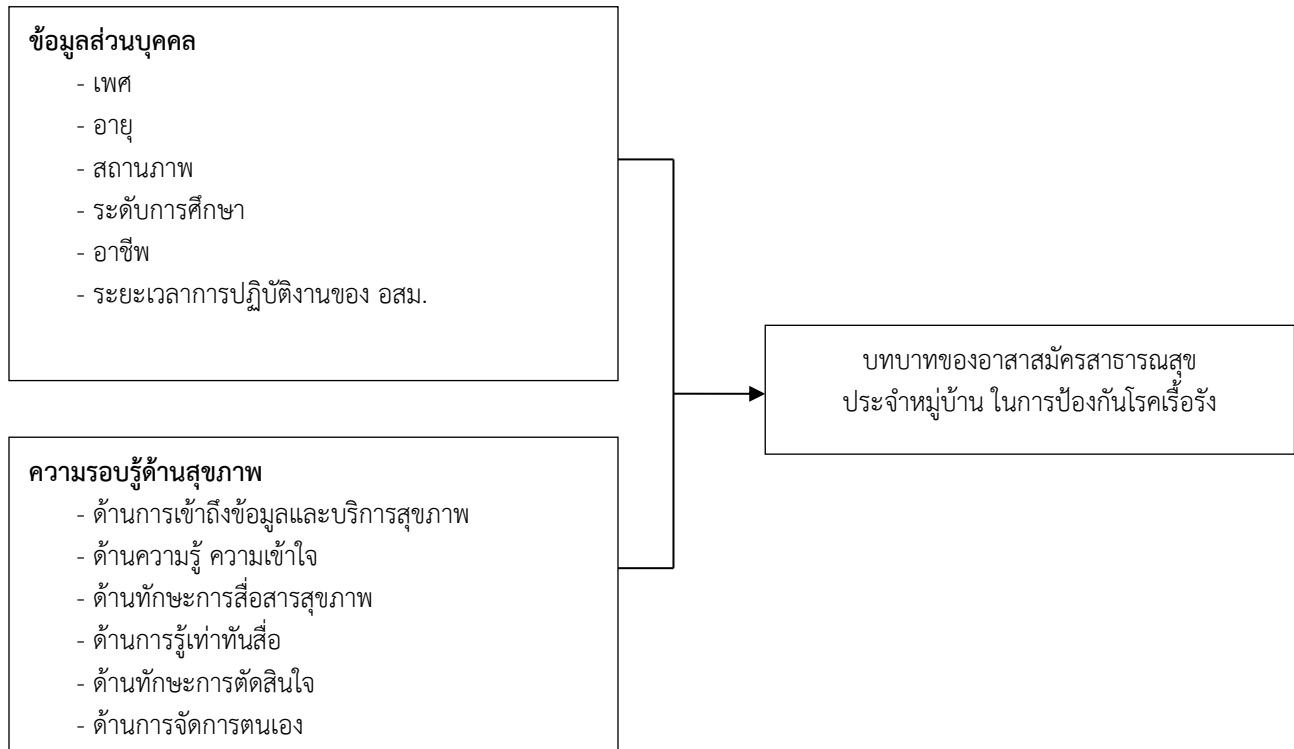 ข้อมูลส่วนบุคคล
- เพศ
- อายุ
- สถานภาพ
- ระดับการศึกษา
- อาชีพ
- ระยะเวลาการปฏิบัติงานของ อสม.
บทบาทของอาสาสมัครสาธารณสุข
ประจำหมู่บ้าน ในการป้องกันโรคเรื้อรัง
ความรอบรู้ด้านสุขภาพ
- ด้านการเข้าถึงข้อมูลและบริการสุขภาพ
- ด้านความรู้ ความเข้าใจ
- ด้านทักษะการสื่อสารสุขภาพ
- ด้านการรู้เท่าทันสื่อ
- ด้านทักษะการตัดสินใจ
- ด้านการจัดการตนเอง